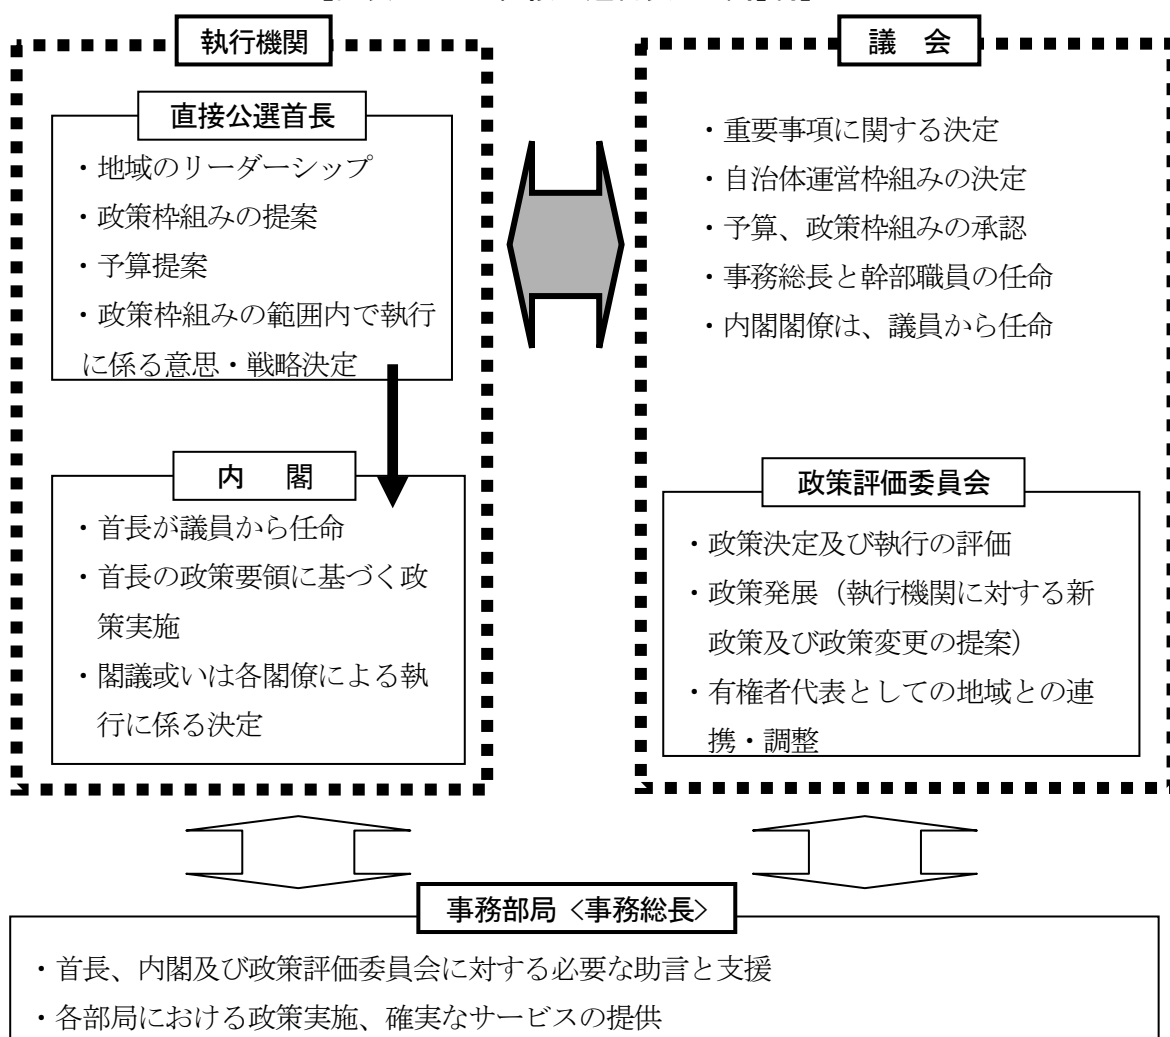 執行機関
直接公選首長
・地域のリーダーシップ
・政策枠組みの提案
・予算提案
・政策枠組みの範囲内で執行
に係る意思・戦略決定
内 閣
・首長が議員から任命
・首長の政策要領に基づく政
策実施
・閣議或いは各閣僚による執
行に係る決定
議 会
・重要事項に関する決定
・自治体運営枠組みの決定
・予算、政策枠組みの承認
・事務総長と幹部職員の任命
・内閣閣僚は、議員から任命
政策評価委員会
・政策決定及び執行の評価
・政策発展（執行機関に対する新
政策及び政策変更の提案）
・有権者代表としての地域との連
携・調整
事務部局〈事務総長〉
・首長、内閣及び政策評価委員会に対する必要な助言と支援
・各部局における政策実施、確実なサービスの提供